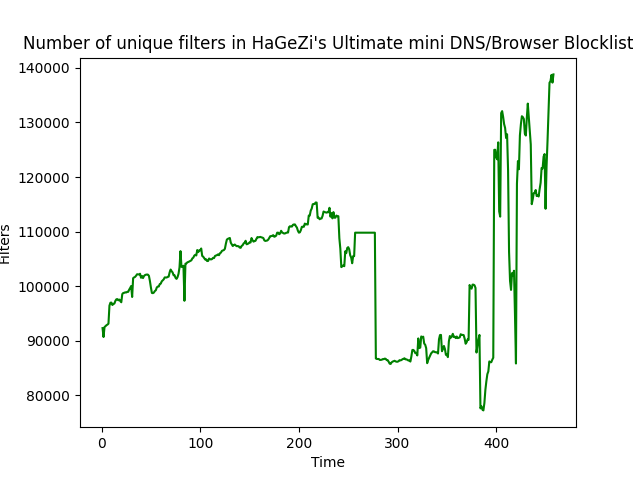 Number of unique filters in HaGeZi's Ultimate mini DNS/Browser Blocklist
140000
130000
120000
110000
100000
90000
80000
Filters
0 100 200 300 400
Time